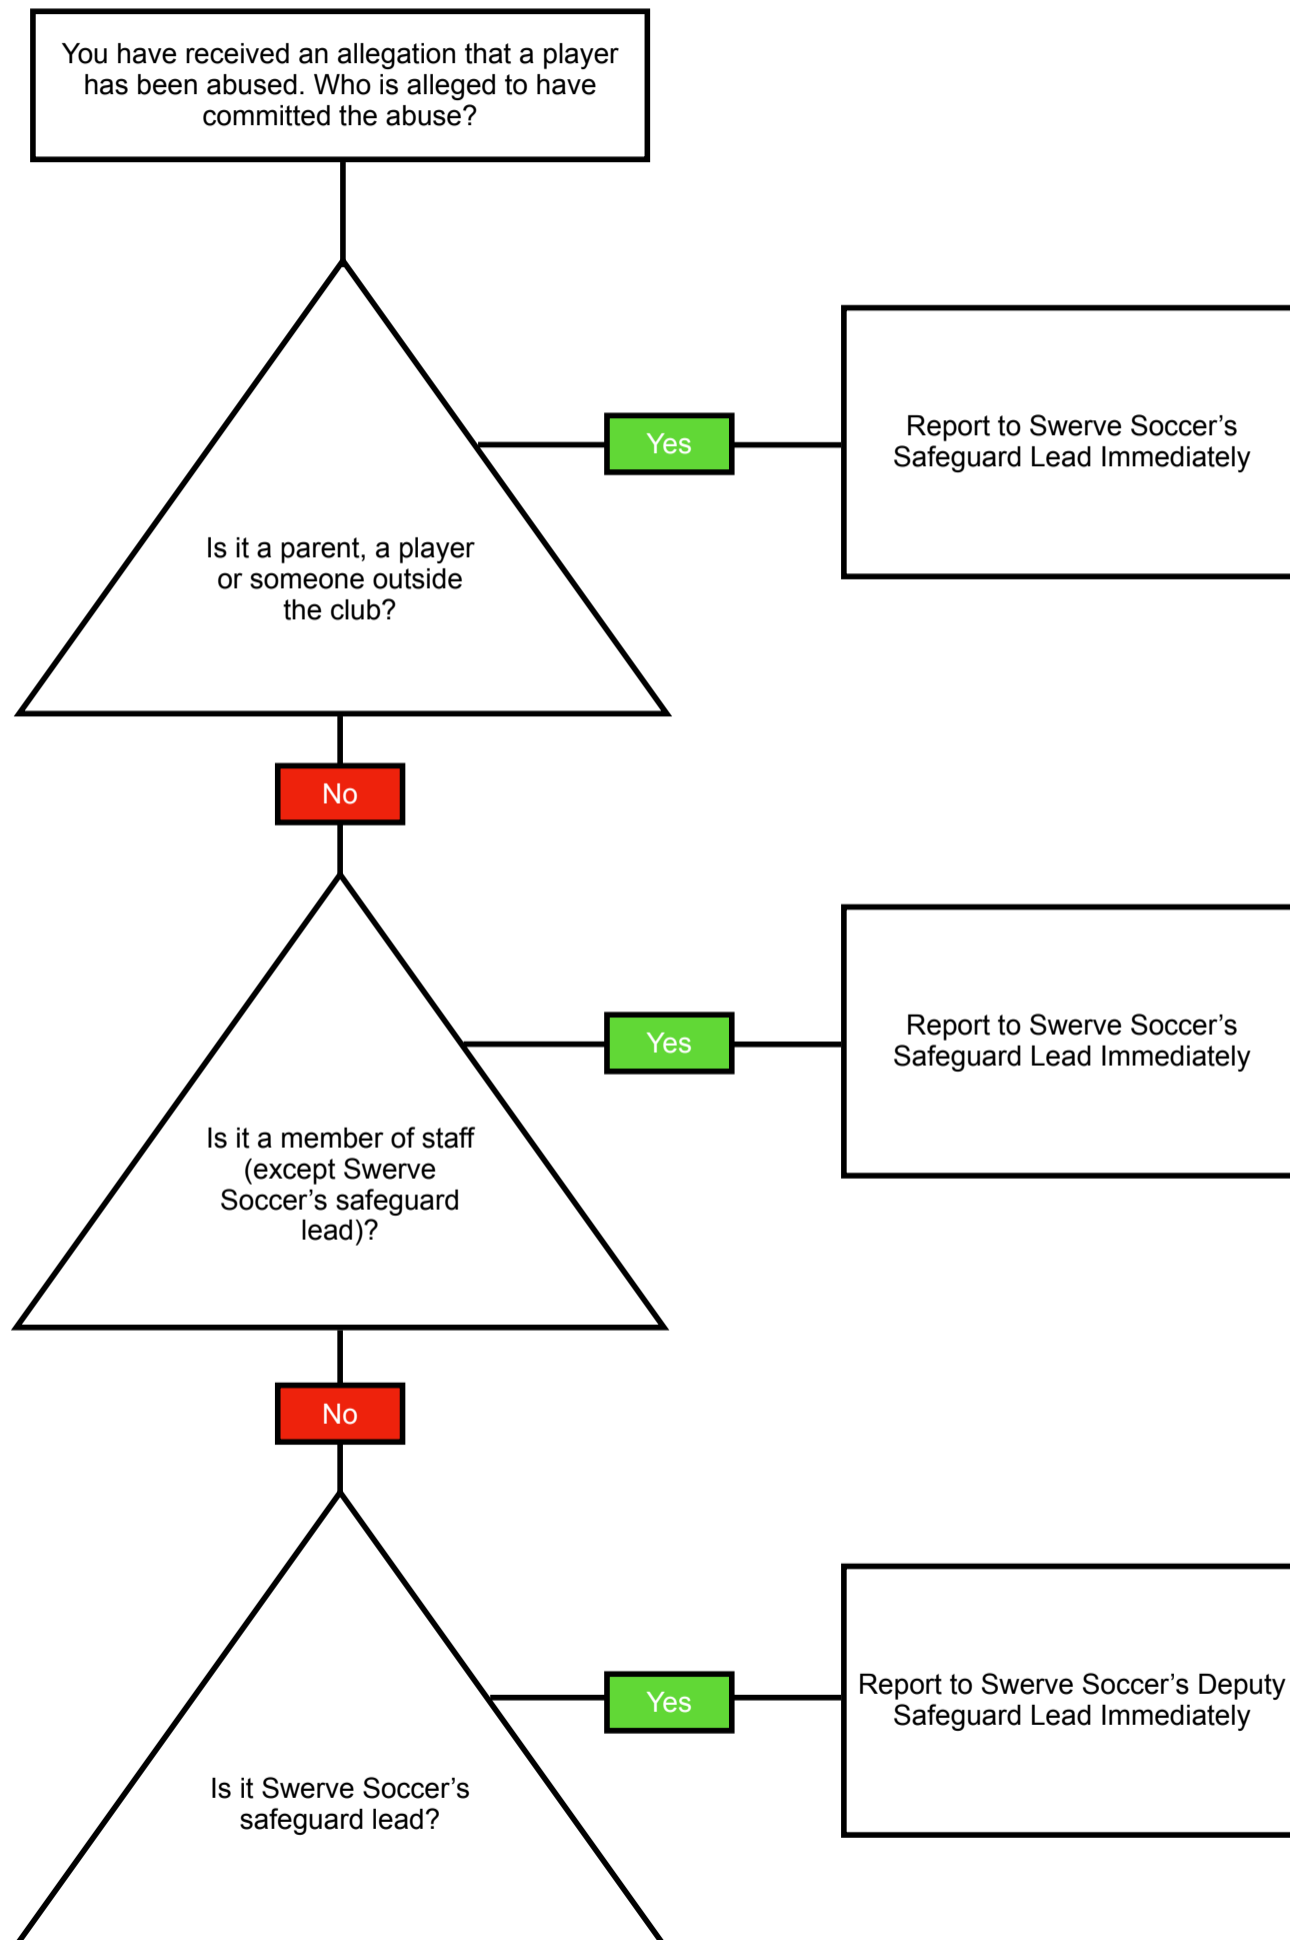 You have received an allegation that a player
has been abused. Who is alleged to have
committed the abuse?
Yes
Report to Swerve Soccer’s
Safeguard Lead Immediately
Is it a parent, a player
or someone outside
the club?
No
Yes
Report to Swerve Soccer’s
Safeguard Lead Immediately
Is it a member of staff
(except Swerve
Soccer’s safeguard
lead)?
No
Yes
Report to Swerve Soccer’s Deputy
Safeguard Lead Immediately
Is it Swerve Soccer’s
safeguard lead?